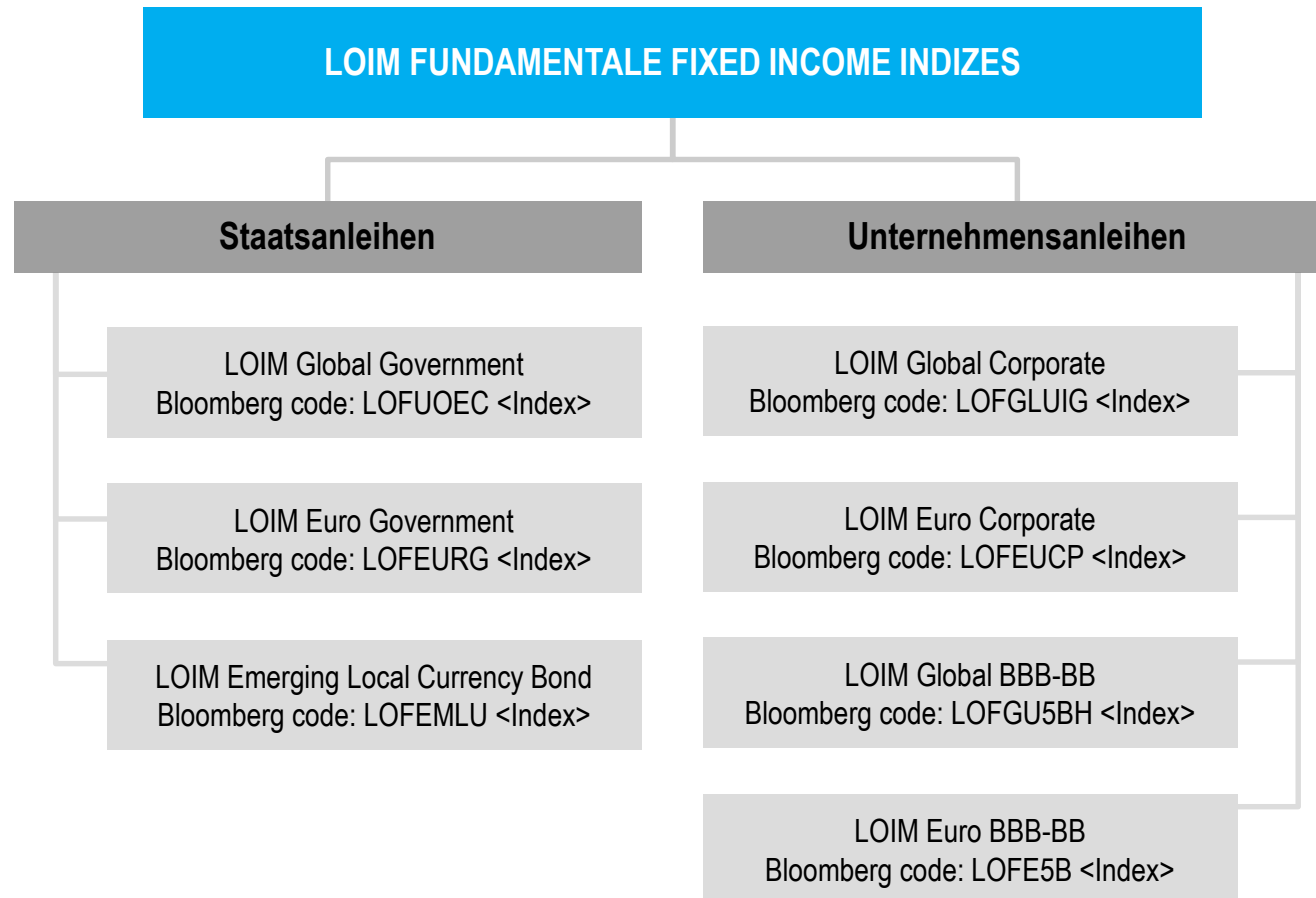 LOIM FUNDAMENTALE FIXED INCOME INDIZES
Staatsanleihen
LOIM Global Government
Bloomberg code: LOFUOEC <Index>
LOIM Euro Government
Bloomberg code: LOFEURG <Index>
LOIM Emerging Local Currency Bond
Bloomberg code: LOFEMLU <Index>
Unternehmensanleihen
LOIM Global Corporate
Bloomberg code: LOFGLUIG <Index>
LOIM Euro Corporate
Bloomberg code: LOFEUCP <Index>
LOIM Global BBB-BB
Bloomberg code: LOFGU5BH <Index>
LOIM Euro BBB-BB
Bloomberg code: LOFE5B <Index>